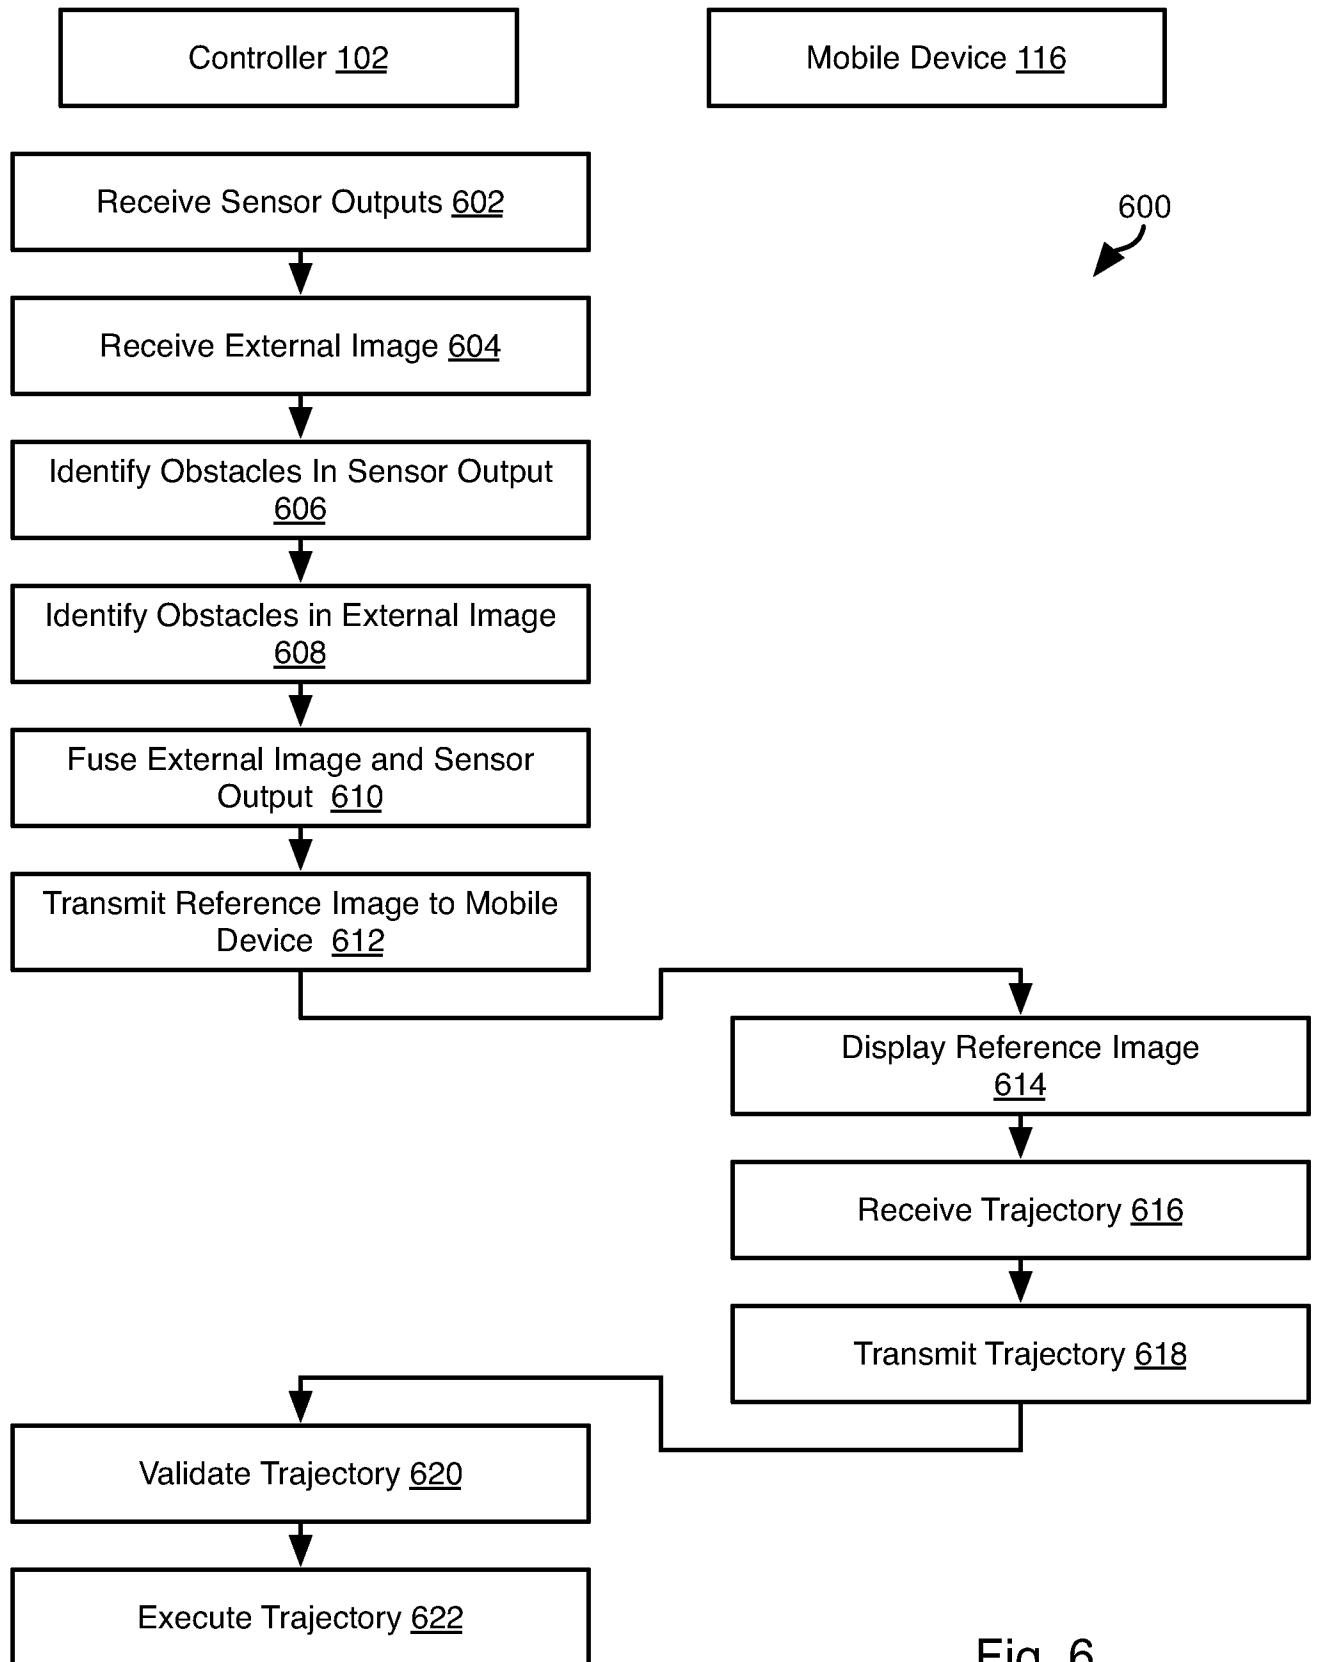 Controller 102
Mobile Device 116
Receive Sensor Outputs 602
600
Receive External Image 604
Identify Obstacles In Sensor Output
606
Identify Obstacles in External Image
608
Fuse External Image and Sensor
Output 610
Transmit Reference Image to Mobile
Device 612
Display Reference Image
614
Receive Trajectory 616
Transmit Trajectory 618
Validate Trajectory 620
Execute Trajectory 622
Fig. 6